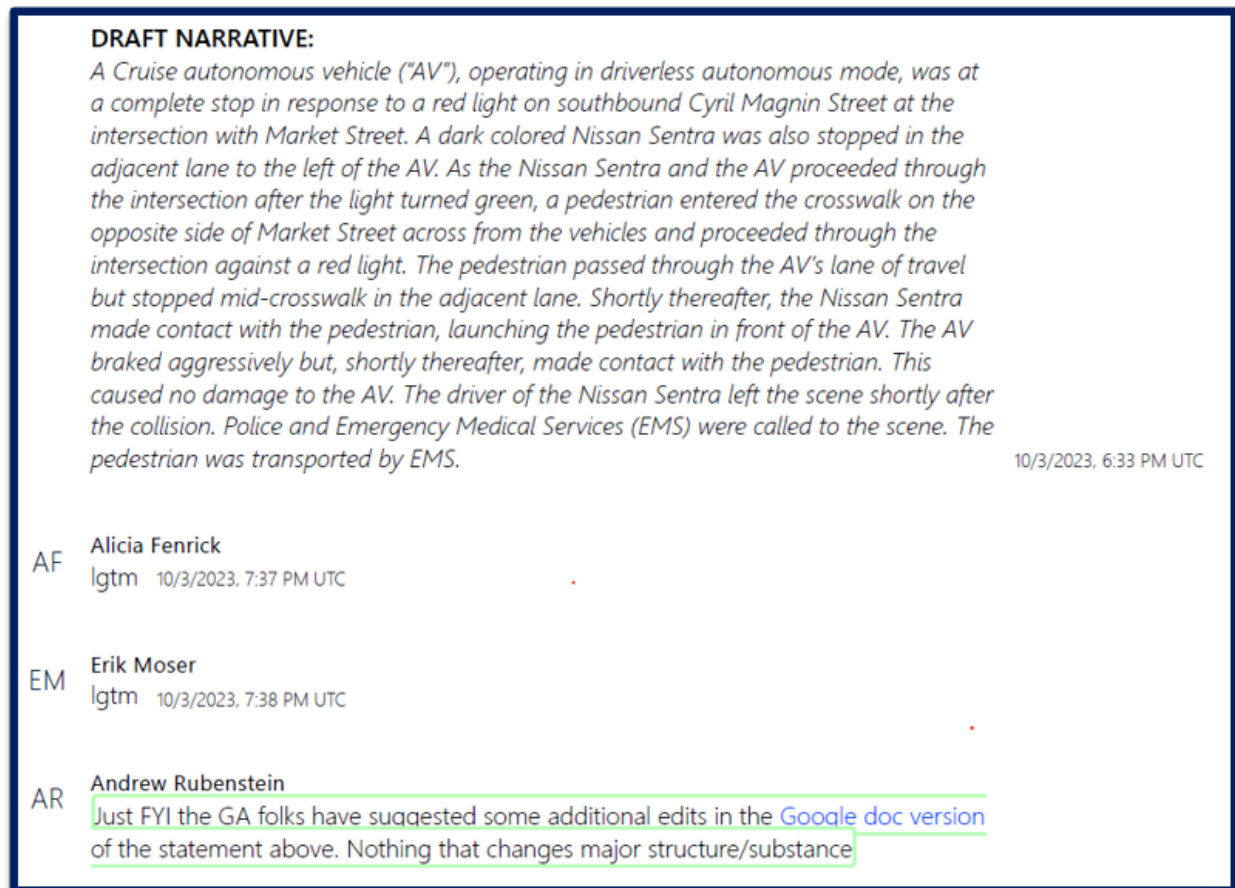 DRAFT NARRATIVE:
A Cruise autonomous vehicle ("AV"), operating in driverless autonomous mode, was at
a complete stop in response to a red light on southbound Cyril Magnin Street at the
intersection with Market Street. A dark colored Nissan Sentra was also stopped in the
adjacent lane to the left of the AV. As the Nissan Sentra and the AV proceeded through
the intersection after the light turned green, a pedestrian entered the crosswalk on the
opposite side of Market Street across from the vehicles and proceeded through the
intersection against a red light. The pedestrian passed through the AV's lane of travel
but stopped mid-crosswalk in the adjacent lane. Shortly thereafter, the Nissan Sentra
made contact with the pedestrian, launching the pedestrian in front of the AV. The AV
braked aggressively but, shortly thereafter, made contact with the pedestrian. This
caused no damage to the AV. The driver of the Nissan Sentra left the scene shortly after
the collision. Police and Emergency Medical Services (EMS) were called to the scene. The
pedestrian was transported by EMS. 10/3/2023, 6:33 PM UTC
Alicia Fenrick
AF
lgtm 10/3/2023, 7:37 PM UTC
Erik Moser
EM
lgtm 10/3/2023, 7:38 PM UTC
Andrew Rubenstein
AR
Just FYI the GA folks have suggested some additional edits in the Google doc version
of the statement above. Nothing that changes major structure/substance